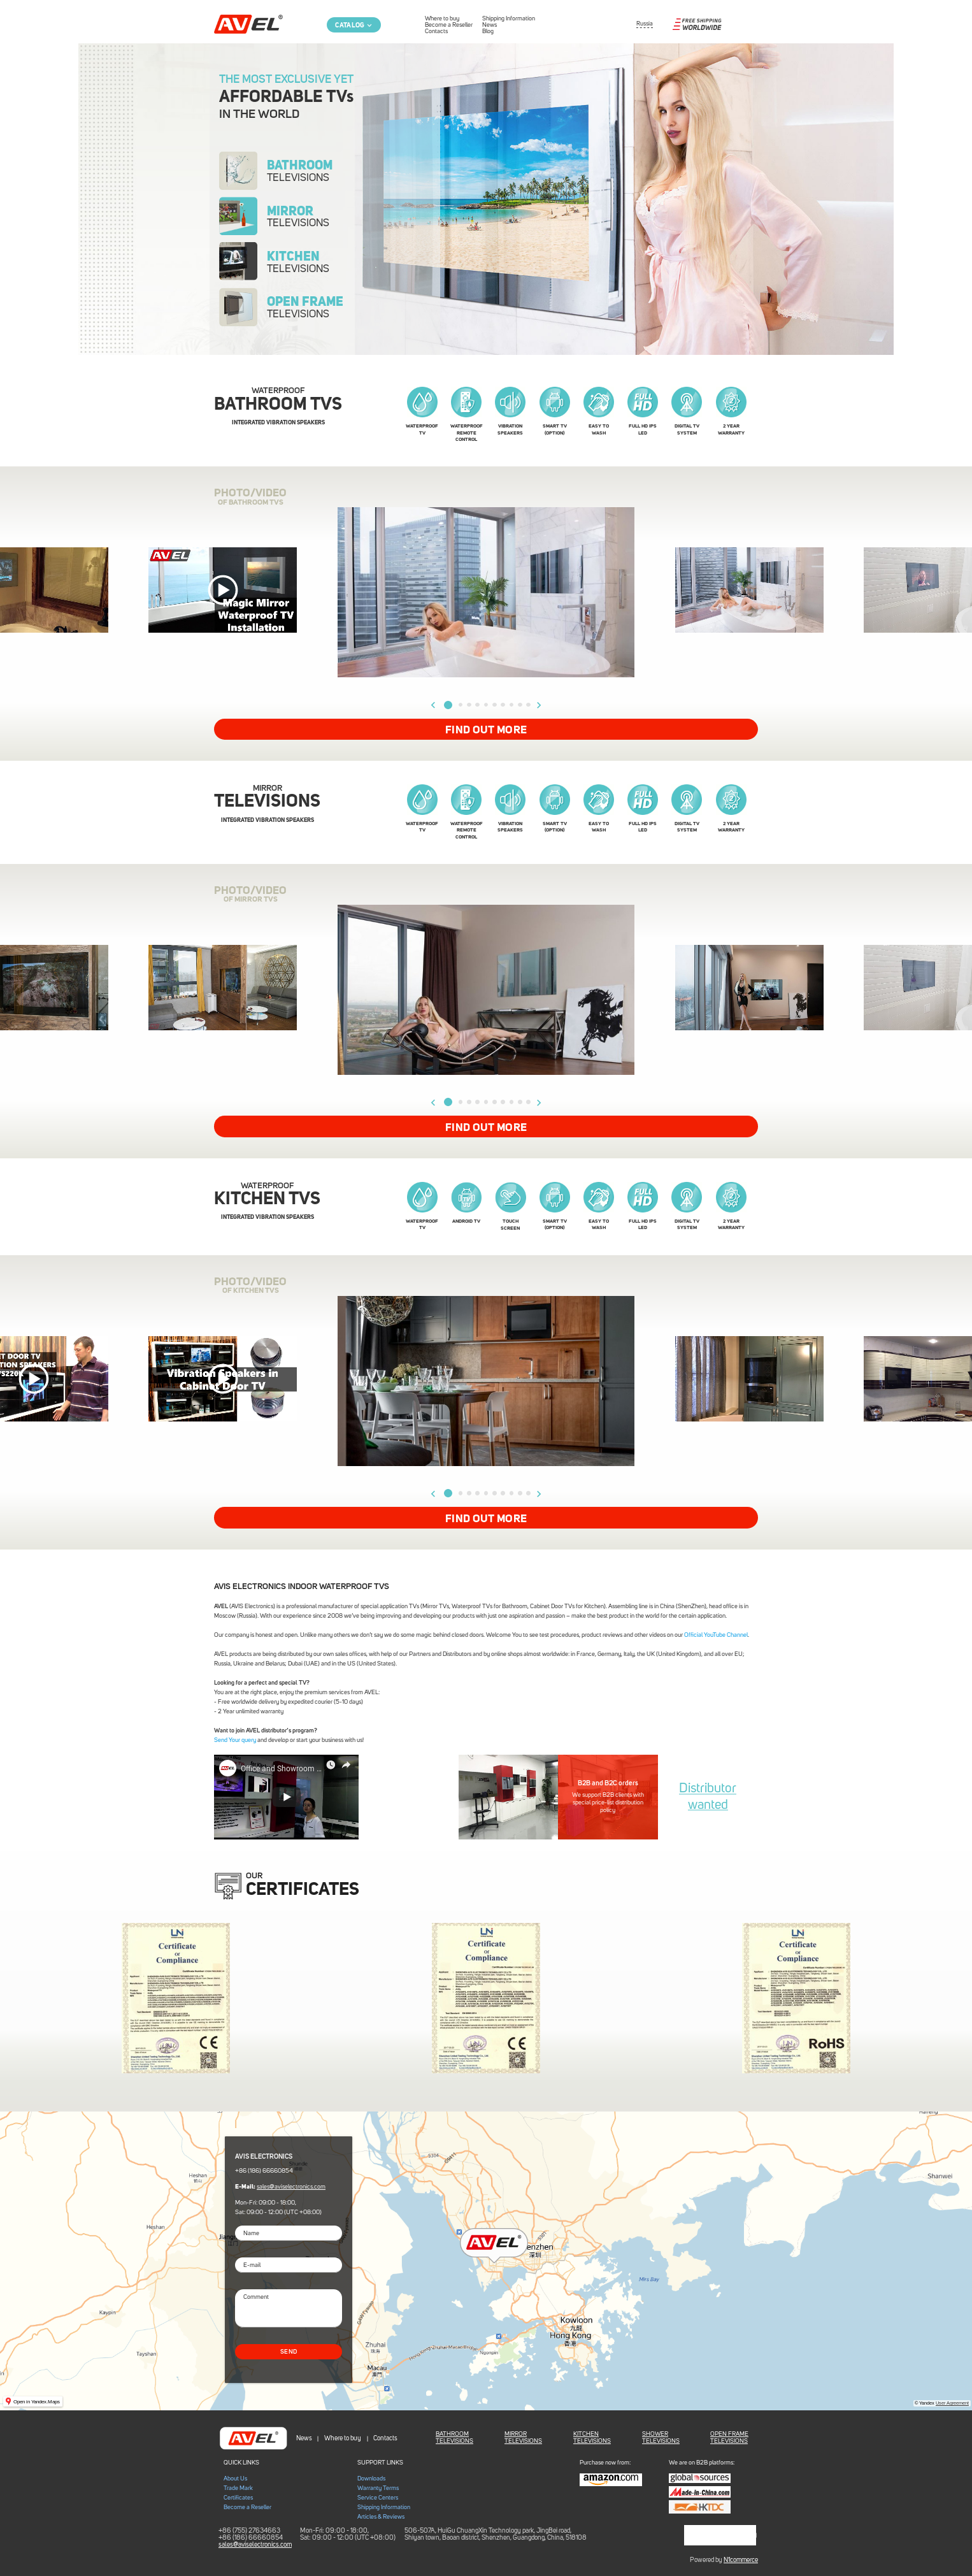 AVEL®
CATALOG
Where to buy
Become a Reseller
Contacts
Shipping Information
News
Blog
Russia
FREE SHIPPING
WORLDWIDE
THE MOST EXCLUSIVE YET
AFFORDABLE TVs
IN THE WORLD
BATHROOM
TELEVISIONS
MIRROR
TELEVISIONS
KITCHEN
TELEVISIONS
OPEN FRAME
TELEVISIONS
WATERPROOF
BATHROOM TVS
INTEGRATED VIBRATION SPEAKERS
FULL
HD
WATERPROOF
TV
WATERPROOF
REMOTE
CONTROL
VIBRATION
SPEAKERS
SMART TV
(OPTION)
EASY TO
WASH
FULL HD IPS
LED
DIGITAL TV
SYSTEM
2 YEAR
WARRANTY
PHOTO/VIDEO
OF BATHROOM TVS
AVEL
Magic Mirror
Waterproof TV
Installation
FIND OUT MORE
MIRROR
TELEVISIONS
INTEGRATED VIBRATION SPEAKERS
FULL
HD
WATERPROOF
TV
WATERPROOF
REMOTE
CONTROL
VIBRATION
SPEAKERS
SMART TV
(OPTION)
EASY TO
WASH
FULL HD IPS
LED
DIGITAL TV
SYSTEM
2 YEAR
WARRANTY
PHOTO/VIDEO
OF MIRROR TVS
FIND OUT MORE
WATERPROOF
KITCHEN TVS
INTEGRATED VIBRATION SPEAKERS
FULL
HD
WATERPROOF
TV
ANDROID TV
TOUCH
SCREEN
SMART TV
(OPTION)
EASY TO
WASH
FULL HD IPS
LED
DIGITAL TV
SYSTEM
2 YEAR
WARRANTY
PHOTO/VIDEO
OF KITCHEN TVS
ET DOOR TV
TION SPEAKERS
Vibration Speakers in
Cabinet Door TV
FIND OUT MORE
AVIS ELECTRONICS INDOOR WATERPROOF TVS
AVEL (AVIS Electronics) is a professional manufacturer of special application TVs (Mirror TVs, Waterproof TVs for Bathroom, Cabinet Door TVs for Kitchen). Assembling line is in China (ShenZhen), head office is in
Moscow (Russia). With our experience since 2008 we've being improving and developing our products with just one aspiration and passion – make the best product in the world for the certain application.
Our company is honest and open. Unlike many others we don't say we do some magic behind closed doors. Welcome You to see test procedures, product reviews and other videos on our Official YouTube Channel.
AVEL products are being distributed by our own sales offices, with help of our Partners and Distributors and by online shops almost worldwide: in France, Germany, Italy, the UK (United Kingdom), and all over EU;
Russia, Ukraine and Belarus; Dubai (UAE) and in the US (United States).
Looking for a perfect and special TV?
You are at the right place, enjoy the premium services from AVEL:
- Free worldwide delivery by expedited courier (5-10 days)
- 2 Year unlimited warranty
Want to join AVEL distributor's program?
Send Your query and develop or start your business with us!
Office and Showroom ...
B2B and B2C orders
We support B2B clients with
special price-list distribution
policy
Distributor
wanted
OUR
CERTIFICATES
Certificate
OF
Compliance
CE
Certificate
OF
Compliance
CE
Certificate
OF
Compliance
RoHS
AVIS ELECTRONICS
+86 (186) 66660854
E-Mail: sales@aviselectronics.com
Mon-Fri: 09:00 - 18:00,
Sat: 09:00 - 12:00 (UTC +08:00)
Name
E-mail
Comment
SEND
Heshan
Heshan
Kaiping
Taishan
Shanwei
AVEL®
enzhen
深圳
Mirs Bay
Kowloon
九龍
Hong Kong
香港
Zhuhai
珠海
Macau
Open in Yandex.Maps
© Yandex User Agreement
AVEL®
News | Where to buy | Contacts
BATHROOM
TELEVISIONS
MIRROR
TELEVISIONS
KITCHEN
TELEVISIONS
SHOWER
TELEVISIONS
OPEN FRAME
TELEVISIONS
QUICK LINKS
About Us
Trade Mark
Certificates
Become a Reseller
SUPPORT LINKS
Downloads
Warranty Terms
Service Centers
Shipping Information
Articles & Reviews
Purchase now from:
amazon.com
We are on B2B platforms:
global sources
Made-in-China.com
HKTDC
+86 (755) 27634663
+86 (186) 66660854
sales@aviselectronics.com
Mon-Fri: 09:00 - 18:00,
Sat: 09:00 - 12:00 (UTC +08:00)
506-507A, HuiGu ChuangXin Technology park, JingBei road,
Shiyan town, Baoan district, Shenzhen, Guangdong, China, 518108
Powered by N1commerce